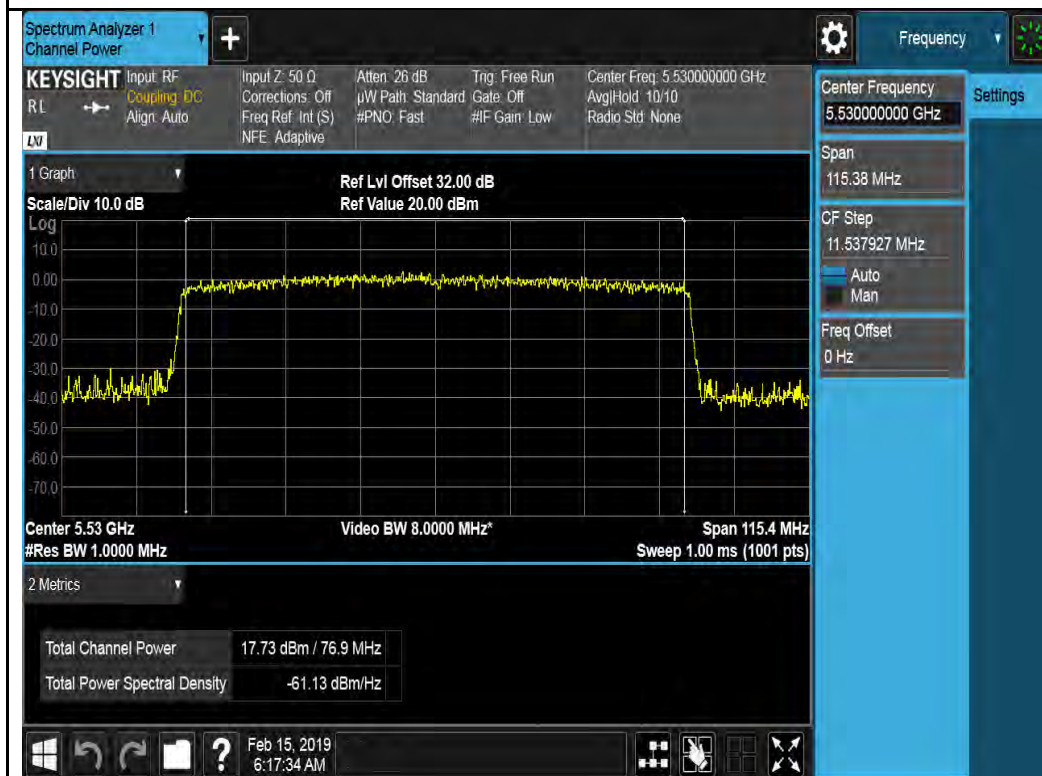 Spectrum Analyzer 1
Channel Power
+
Frequency
KEYSIGHT
R L
LXI
Input: RF
Coupling: DC
Align: Auto
Input Z: 50 Ω
Corrections: Off
Freq Ref: Int (S)
NFE: Adaptive
Atten: 26 dB
µW Path: Standard
#PNO: Fast
Trig: Free Run
Gate: Off
#IF Gain: Low
Center Freq: 5.530000000 GHz
Avg|Hold: 10/10
Radio Std: None
Center Frequency
5.530000000 GHz
Settings
Span
115.38 MHz
CF Step
11.537927 MHz
Auto
Man
Freq Offset
0 Hz
1 Graph
Scale/Div 10.0 dB
Ref Lvl Offset 32.00 dB
Ref Value 20.00 dBm
Log
10.0
0.00
-10.0
-20.0
-30.0
-40.0
-50.0
-60.0
-70.0
Center 5.53 GHz
#Res BW 1.0000 MHz
Video BW 8.0000 MHz*
Span 115.4 MHz
Sweep 1.00 ms (1001 pts)
2 Metrics
Total Channel Power 17.73 dBm / 76.9 MHz
Total Power Spectral Density -61.13 dBm/Hz
?
Feb 15, 2019
6:17:34 AM